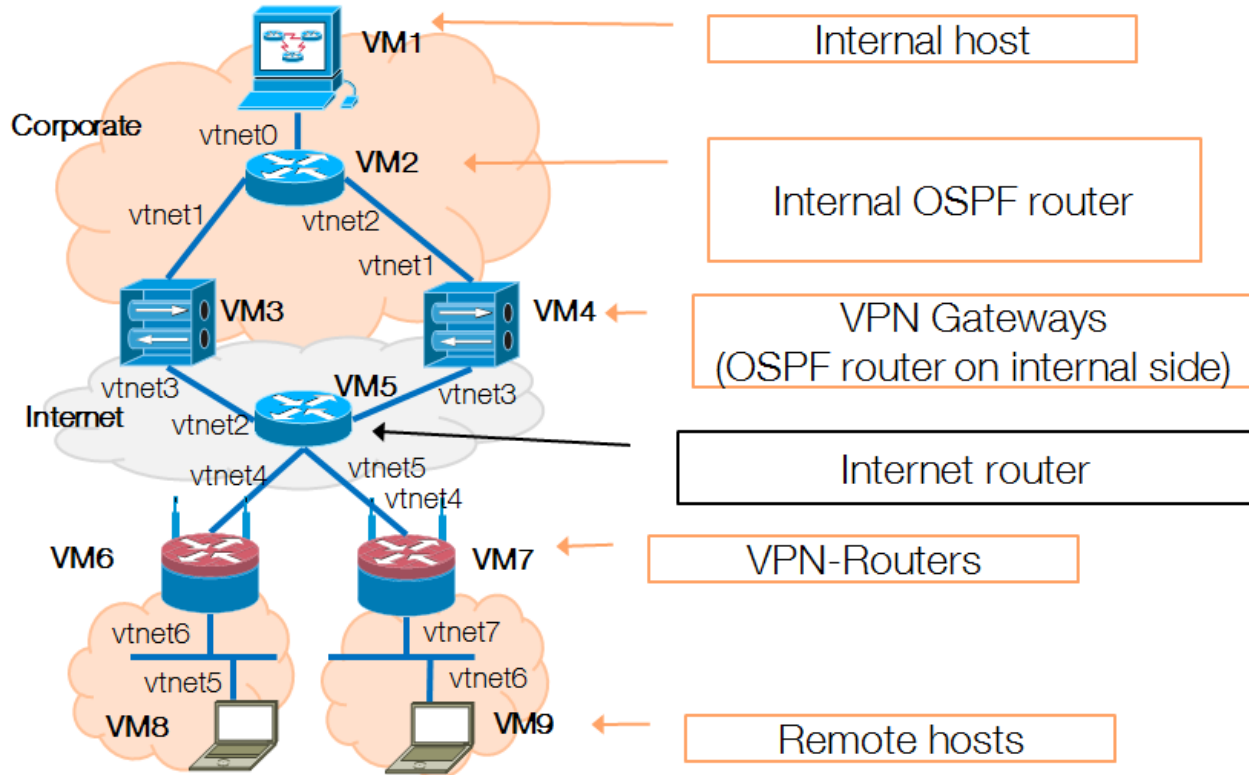 VM1
Internal host
Corporate
vtnet0
VM2
Internal OSPF router
vtnet1
vtnet2
vtnet1
VM3
VM4
VPN Gateways
(OSPF router on internal side)
vtnet3
VM5
vtnet3
Internet
vtnet2
Internet router
vtnet4
vtnet5
vtnet4
VM6
VM7
VPN-Routers
vtnet6
vtnet7
vtnet5
vtnet6
VM8
VM9
Remote hosts